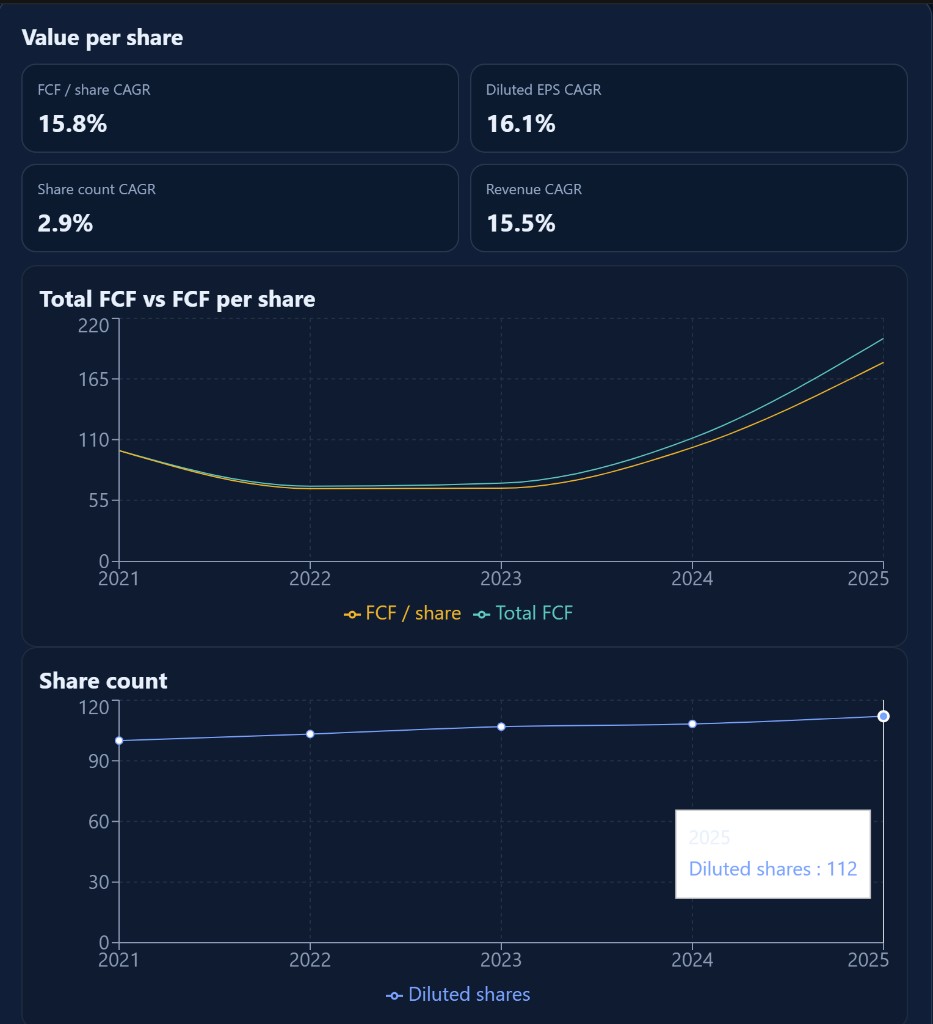 Value per share
FCF / share CAGR
15.8%
Diluted EPS CAGR
16.1%
Share count CAGR
2.9%
Revenue CAGR
15.5%
Total FCF vs FCF per share
220
165
110
55
0
2021 2022 2023 2024 2025
FCF / share Total FCF
Share count
120
90
60
30
0
2025
Diluted shares : 112
2021 2022 2023 2024 2025
Diluted shares